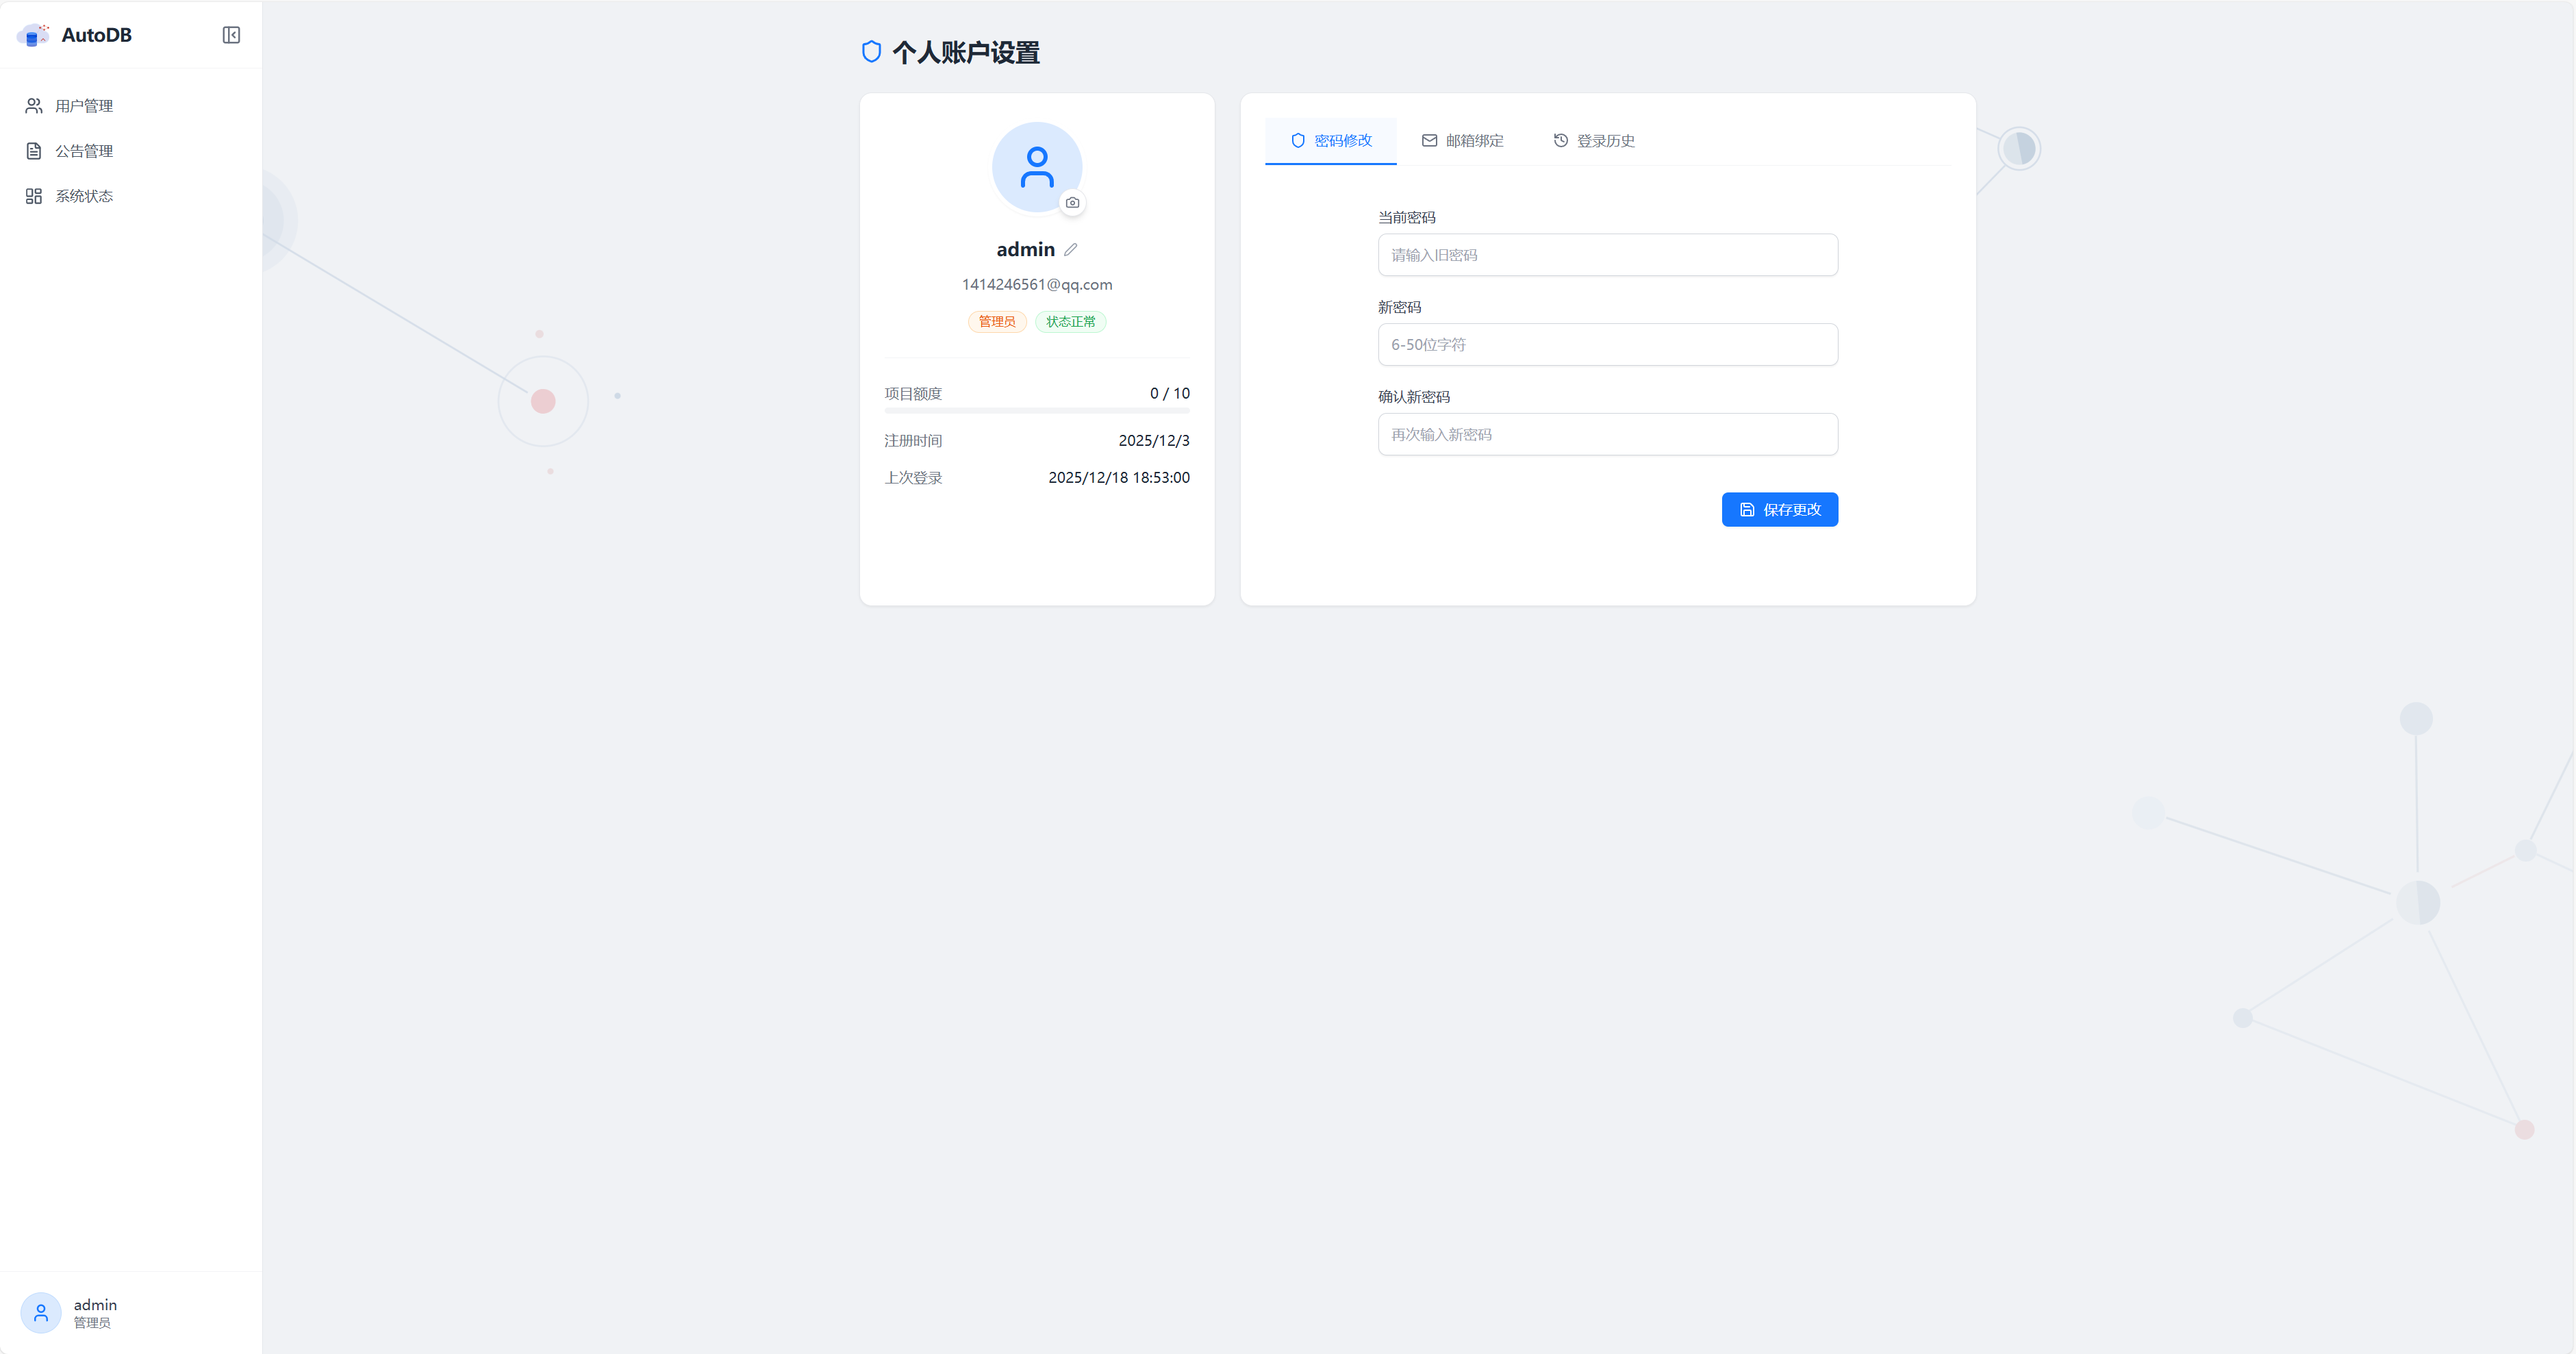 AutoDB
用户管理
公告管理
系统状态
admin
管理员
个人账户设置
admin
1414246561@qq.com
管理员 状态正常
项目额度 0 / 10
注册时间 2025/12/3
上次登录 2025/12/18 18:53:00
密码修改 邮箱绑定 登录历史
当前密码
请输入旧密码
新密码
6-50位字符
确认新密码
再次输入新密码
保存更改